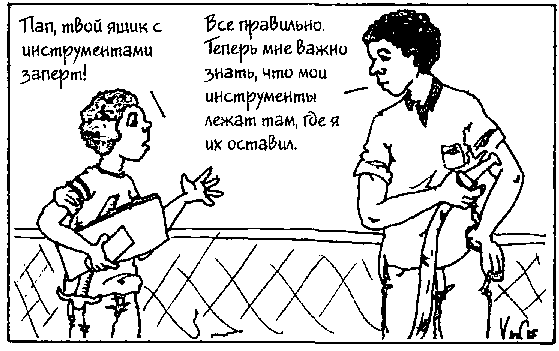 Пап, твой ящик с
инструментами
заперт!
Все правильно.
Теперь мне важно
знать, что мои
инструменты
лежат там, где я
их оставил.